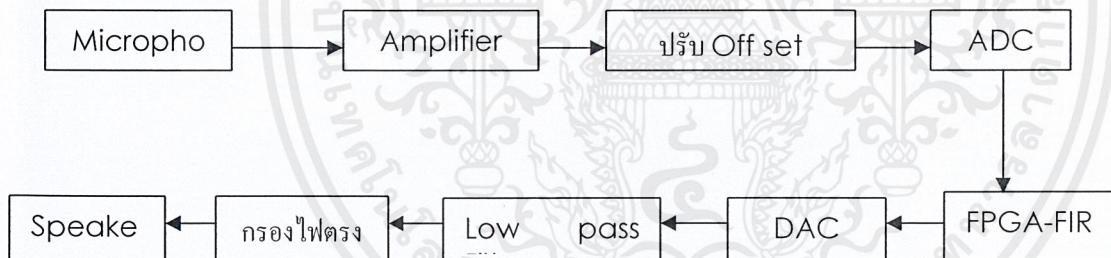 Micropho
Amplifier
ปรับ Off set
ADC
FPGA-FIR
DAC
Low pass
กรองไฟตรง
Speake